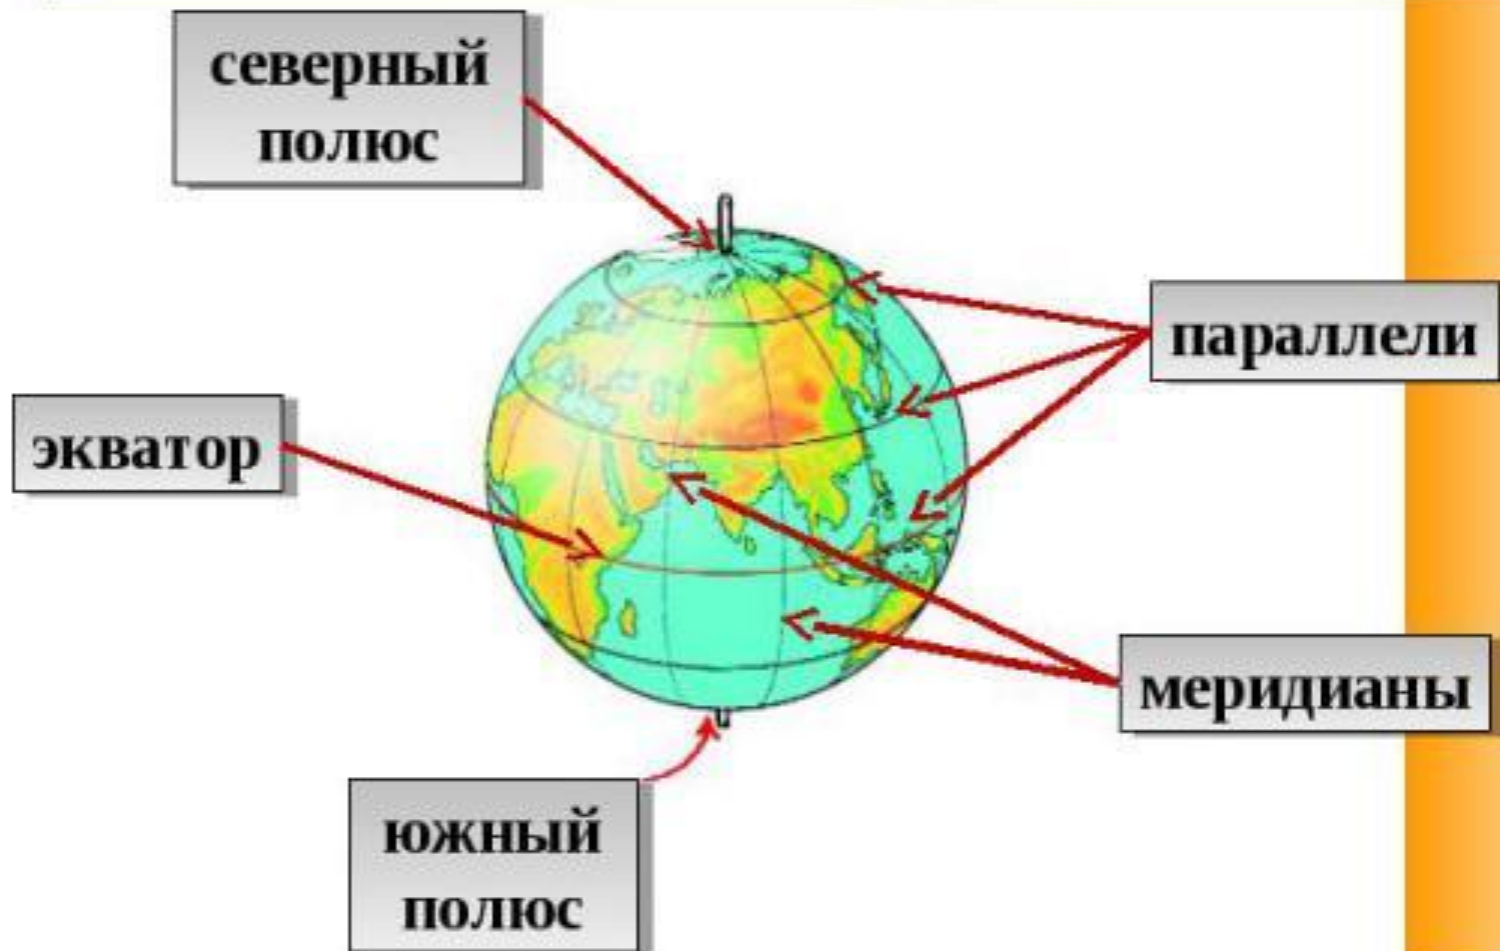 северный
полюс
параллели
экватор
меридианы
южный
полюс